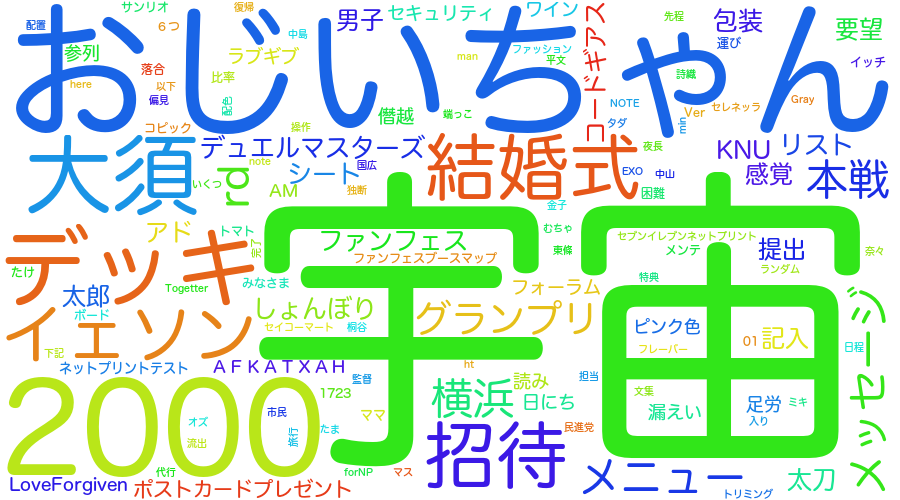 おじいちゃん
宇宙
大須
結婚式
デッキ
イエソン
2000
招待
配置
サンリオ
6つ
復帰
中島
男子
セキュリティ
ワイン
コードギアス
先程
包装
運び
要望
イッチ
参列
落合
here
以下
偏見
比率
配色
ラブギブ
man
ファッション
平文
詩織
NOTE
タダ
min
Ver
セレネッラ
Gray
僭越
端っこ
コピック
操作
デュエルマスターズ
note
国広
シート
rd
いくつ
AM
独断
夜長
EXO
中山
困難
KNU
リスト
感覚
本戦
金子
むちゃ
東條
アド
トマト
完了
ファンフェス
ファンフェスブースマップ
セブンイレブンネットプリント
メンテ
提出
ランダム
奈々
たけ
太郎
ボード
Togetter
みなさま
しょんぼり
セイコーマート
横谷
フォーラム
グランプリ
特典
ピンク色
フレーバー
01
記入
日程
メッセージ
下記
ネットプリントテスト
AFKATXAH
監督
ht
1723
読み
横浜
日にち
担当
文集
漏えい
足労
入り
ミキ
オズ
流出
市民
旅行
たま
ママ
民進党
代行
forNP
マス
LoveForgiven
ポストカードプレゼント
メニュー
トリミング
太刀